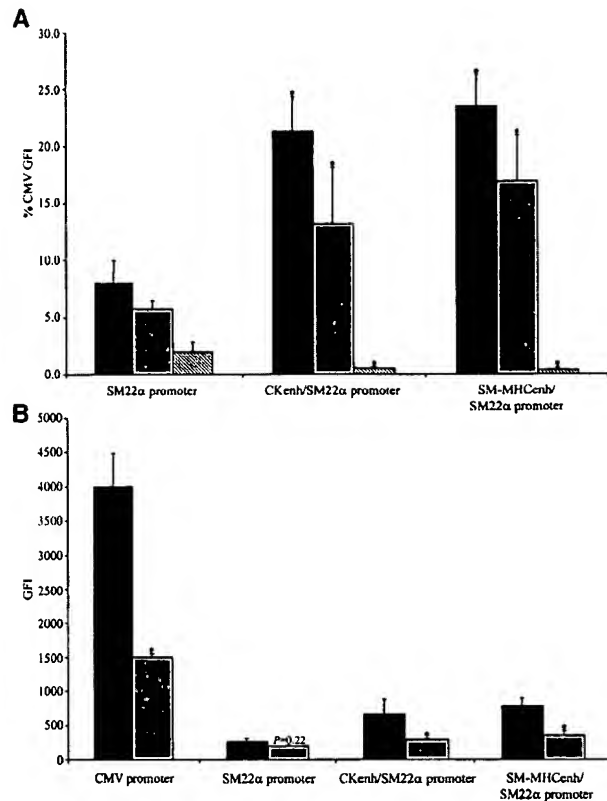 A
30.0
25.0
20.0
15.0
10.0
5.0
0.0
% CMV GFI
* * * * * *
SM22α promoter
CKenh/SM22α promoter
SM-MHCenh/
SM22α promoter
B
5000
4500
4000
3500
3000
2500
2000
1500
1000
500
0
GFI
*
P=0.22
* *
CMV promoter
SM22α promoter
CKenh/SM22α promoter
SM-MHCenh/
SM22α promoter